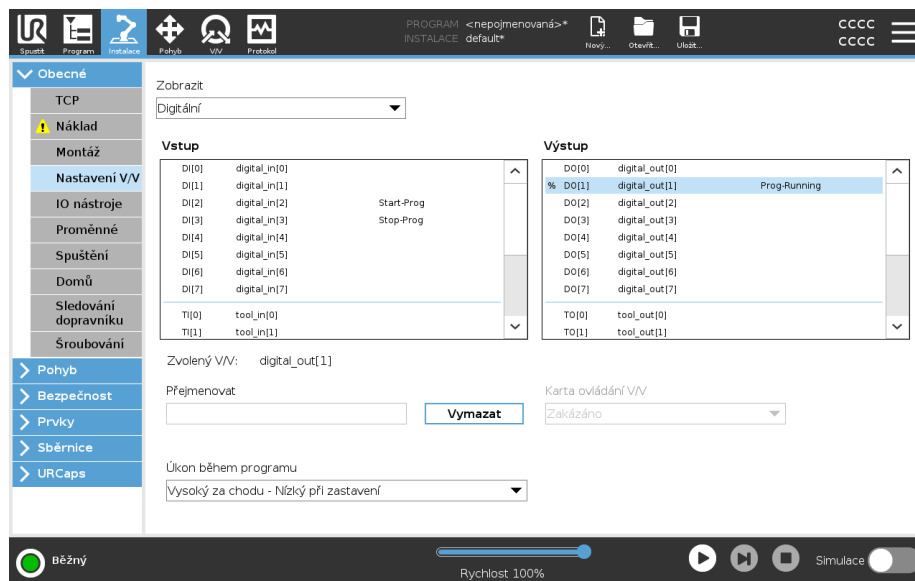 PROGRAM <nepojmenovaná>*
INSTALACE default*
CCCC
CCCC
Spustit Program Instalace Pohyb V/V Protokol Nový... Otevřít... Uložit...
Obecné
TCP
Náklad
Montáž
Nastavení V/V
IO nástroje
Proměnné
Spuštění
Domů
Sledování
dopravníku
Šroubování
Pohyb
Bezpečnost
Prvky
Sběrnice
URCaps
Zobrazit
Digitální
Vstup
DI[0] digital_in[0]
DI[1] digital_in[1]
DI[2] digital_in[2] Start-Prog
DI[3] digital_in[3] Stop-Prog
DI[4] digital_in[4]
DI[5] digital_in[5]
DI[6] digital_in[6]
DI[7] digital_in[7]
TI[0] tool_in[0]
TI[1] tool_in[1]
Výstup
DO[0] digital_out[0]
% DO[1] digital_out[1] Prog-Running
DO[2] digital_out[2]
DO[3] digital_out[3]
DO[4] digital_out[4]
DO[5] digital_out[5]
DO[6] digital_out[6]
DO[7] digital_out[7]
TO[0] tool_out[0]
TO[1] tool_out[1]
Zvolený V/V: digital_out[1]
Přejmenovat
Vymazat
Karta ovládání V/V
Zakázáno
Úkon během programu
Vysoký za chodu - Nízký při zastavení
Běžný
Rychlost 100%
Simulace